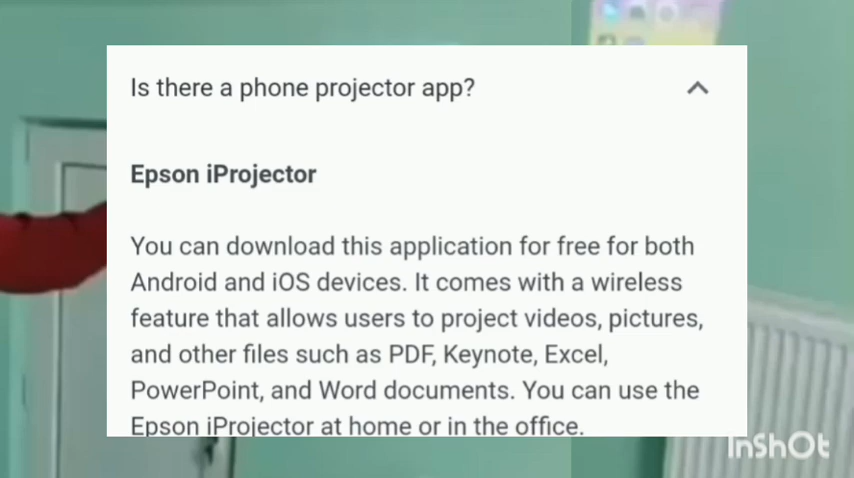 Is there a phone projector app?
Epson iProjector
You can download this application for free for both
Android and iOS devices. It comes with a wireless
feature that allows users to project videos, pictures,
and other files such as PDF, Keynote, Excel,
PowerPoint, and Word documents. You can use the
Epson iProjector at home or in the office.
InShOt